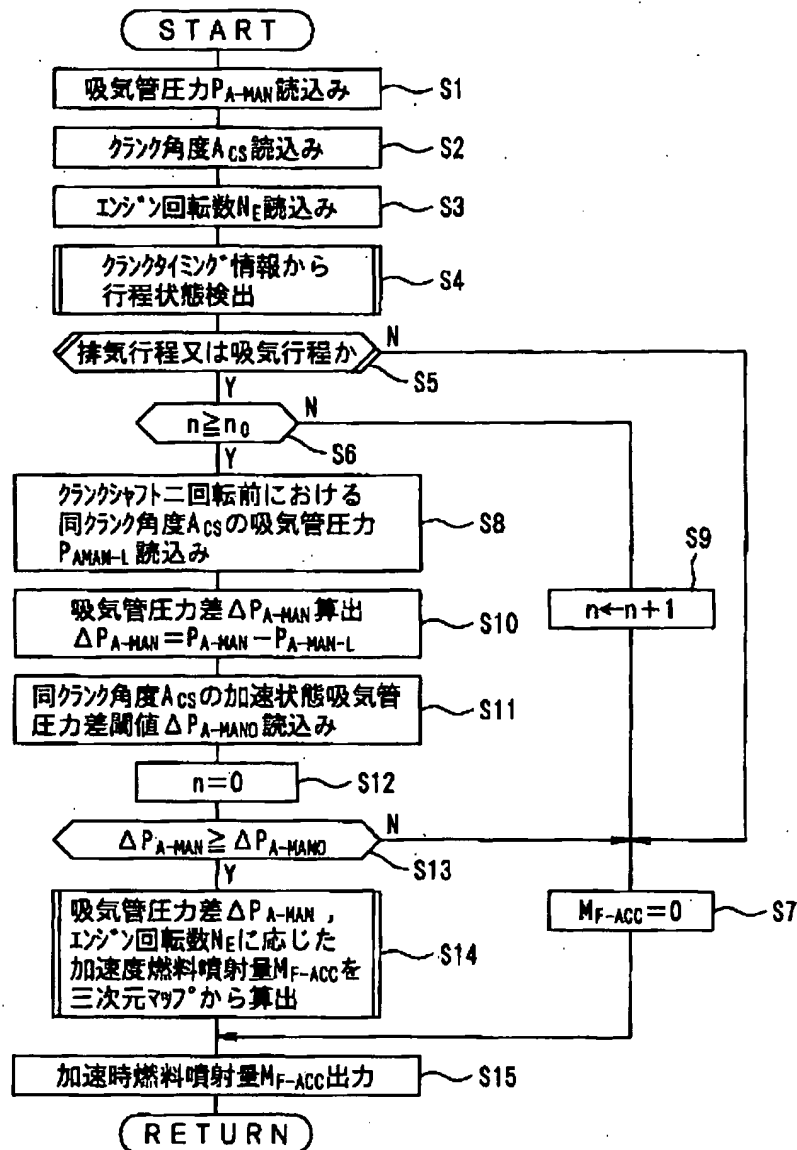 START
吸気管圧力PA-MAN読込み
S1
クランク角度ACS読込み
S2
エンジン回転数NE読込み
S3
クランクタイミング情報から
行程状態検出
S4
排気行程又は吸気行程か
N
S5
Y
n≧n0
N
S6
Y
クランクシャフト二回転前における
同クランク角度ACSの吸気管圧力
PAMAN-L読込み
S8
S9
n←n+1
吸気管圧力差ΔPA-MAN算出
ΔPA-MAN=PA-MAN-PA-MAN-L
S10
同クランク角度ACSの加速状態吸気管
圧力差閾値ΔPA-MAN0読込み
S11
n=0
S12
ΔPA-MAN≧ΔPA-MAN0
N
S13
Y
吸気管圧力差ΔPA-MAN,
エンジン回転数NEに応じた
加速度燃料噴射量MF-ACCを
三次元マップから算出
S14
MF-ACC=0
S7
加速時燃料噴射量MF-ACC出力
S15
RETURN